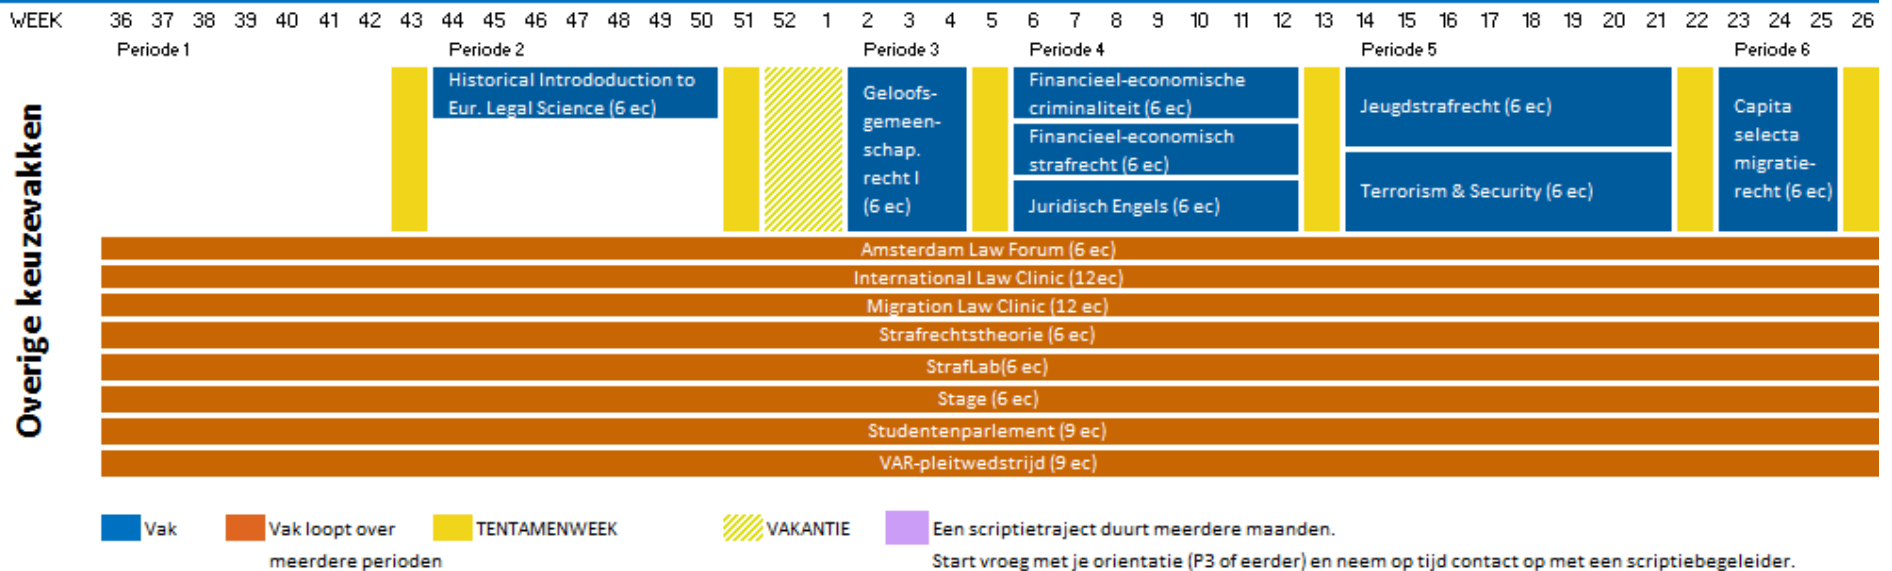 WEEK 36 37 38 39 40 41 42 43 44 45 46 47 48 49 50 51 52 1 2 3 4 5 6 7 8 9 10 11 12 13 14 15 16 17 18 19 20 21 22 23 24 25 26
Periode 1 Periode 2 Periode 3 Periode 4 Periode 5 Periode 6
Overige keuzevakken
Historical Intrododuction to
Eur. Legal Science (6 ec)
Geloofs-
gemeen-
schap.
recht I
(6 ec)
Financieel-economische
criminaliteit (6 ec)
Financieel-economisch
strafrecht (6 ec)
Juridisch Engels (6 ec)
Jeugdstrafrecht (6 ec)
Terrorism & Security (6 ec)
Capita
selecta
migratie-
recht (6 ec)
Amsterdam Law Forum (6 ec)
International Law Clinic (12ec)
Migration Law Clinic (12 ec)
Strafrechtstheorie (6 ec)
StrafLab(6 ec)
Stage (6 ec)
Studentenparlement (9 ec)
VAR-pleitwedstrijd (9 ec)
Vak
Vak loopt over
meerdere perioden
TENTAMENWEEK
VAKANTIE
Een scriptietraject duurt meerdere maanden.
Start vroeg met je orientatie (P3 of eerder) en neem op tijd contact op met een scriptiebegeleider.